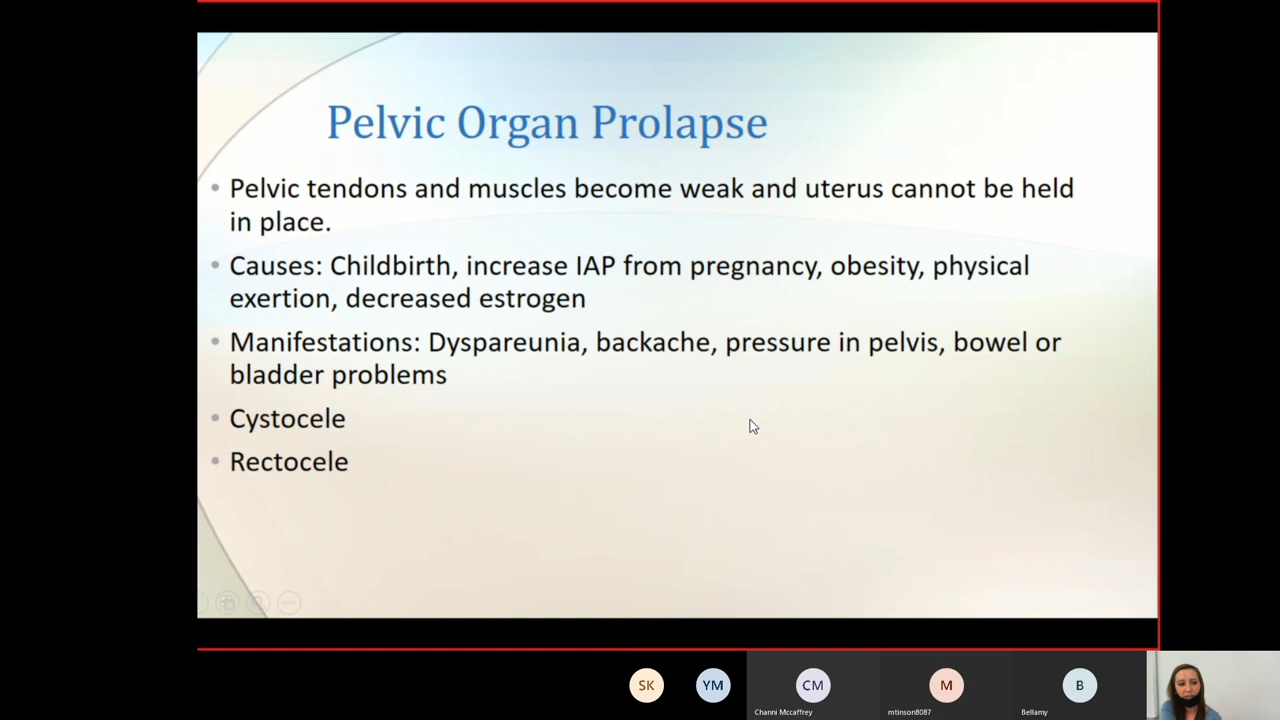 Pelvic Organ Prolapse
• Pelvic tendons and muscles become weak and uterus cannot be held
in place.
• Causes: Childbirth, increase IAP from pregnancy, obesity, physical
exertion, decreased estrogen
• Manifestations: Dyspareunia, backache, pressure in pelvis, bowel or
bladder problems
• Cystocele
• Rectocele
SK
YM
CM
M
B
Channi Mccaffrey
mtinson8087
Bellamy